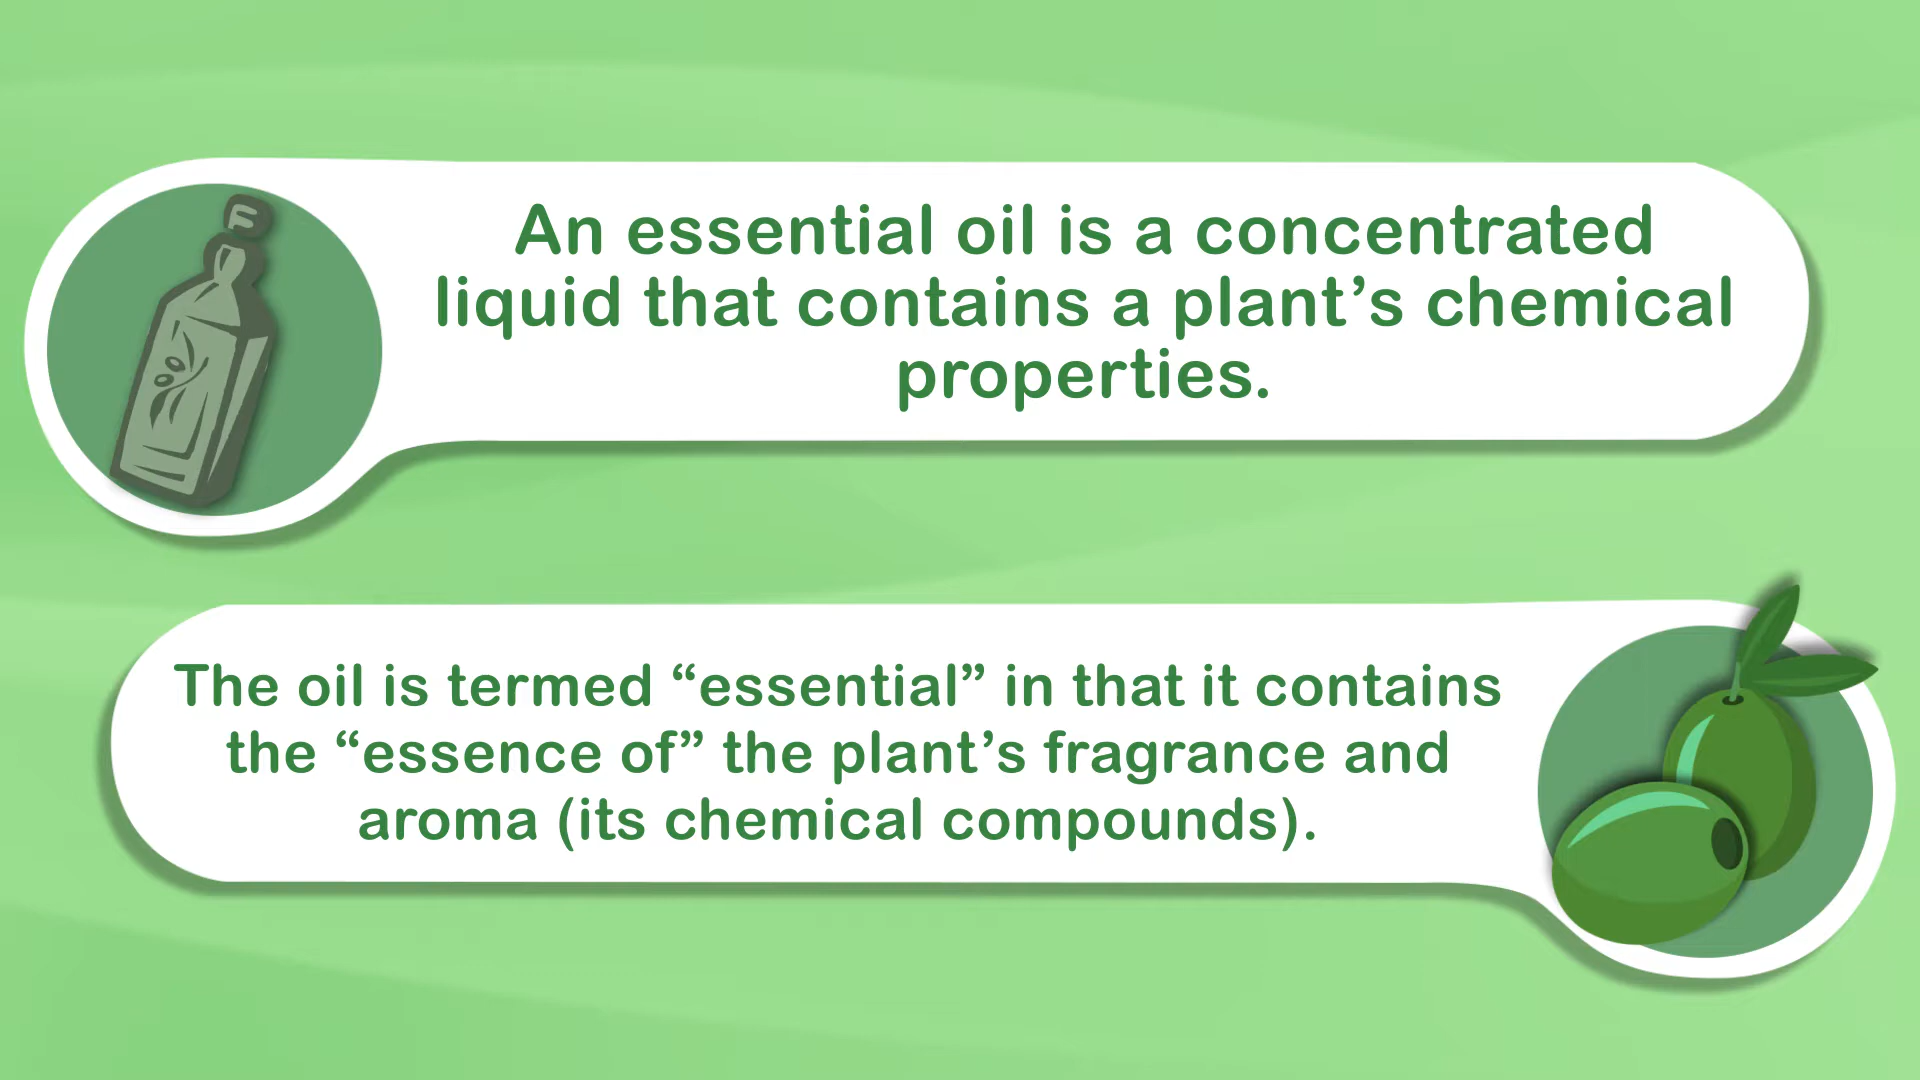 An essential oil is a concentrated
liquid that contains a plant’s chemical
properties.
The oil is termed “essential” in that it contains
the “essence of” the plant’s fragrance and
aroma (its chemical compounds).